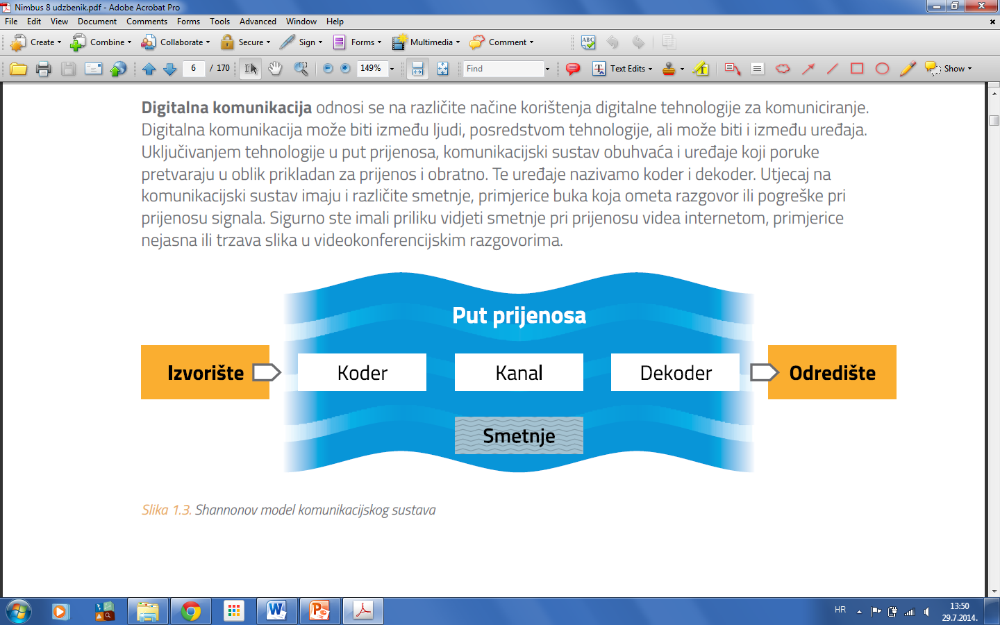 Nimbus 8 udzbenik.pdf - Adobe Acrobat Pro
File Edit View Document Comments Forms Tools Advanced Window Help
Create Combine Collaborate Secure Sign Forms Multimedia Comment ABC
6 / 170 149% Find Text Edits Show
Digitalna komunikacija odnosi se na različite načine korištenja digitalne tehnologije za komuniciranje.
Digitalna komunikacija može biti između ljudi, posredstvom tehnologije, ali može biti i između uređaja.
Uključivanjem tehnologije u put prijenosa, komunikacijski sustav obuhvaća i uređaje koji poruke
pretvaraju u oblik prikladan za prijenos i obratno. Te uređaje nazivamo koder i dekoder. Utjecaj na
komunikacijski sustav imaju i različite smetnje, primjerice buka koja ometa razgovor ili pogreške pri
prijenosu signala. Sigurno ste imali priliku vidjeti smetnje pri prijenosu videa internetom, primjerice
nejasna ili trzava slika u videokonferencijskim razgovorima.
Put prijenosa
Izvorište Koder Kanal Dekoder Odredište
Smetnje
Slika 1.3. Shannonov model komunikacijskog sustava
HR 13:50
29.7.2014.